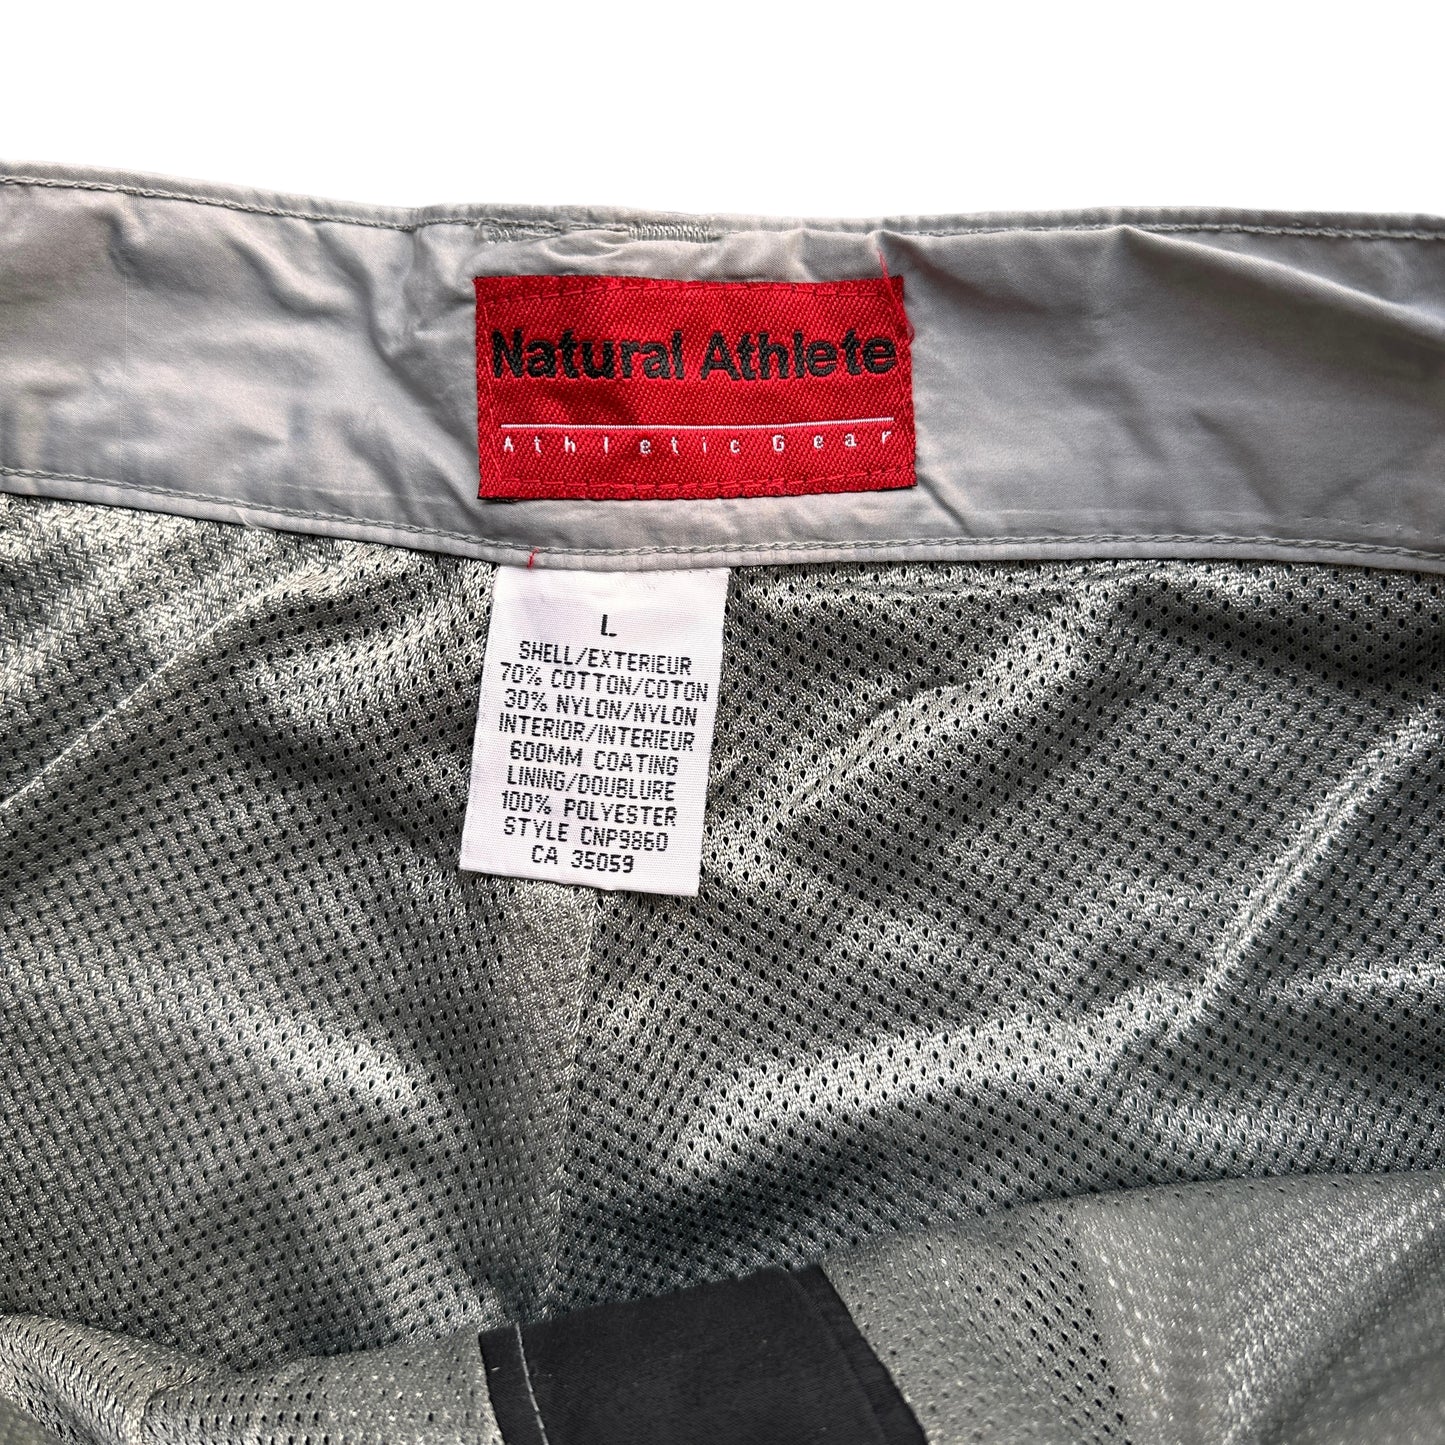 Natural Athlete
Athletic Gear
L
SHELL/EXTERIEUR
70% COTTON/COTON
30% NYLON/NYLON
INTERIOR/INTERIEUR
600MM COATING
LINING/DOUBLURE
100% POLYESTER
STYLE CNP9860
CA 35059